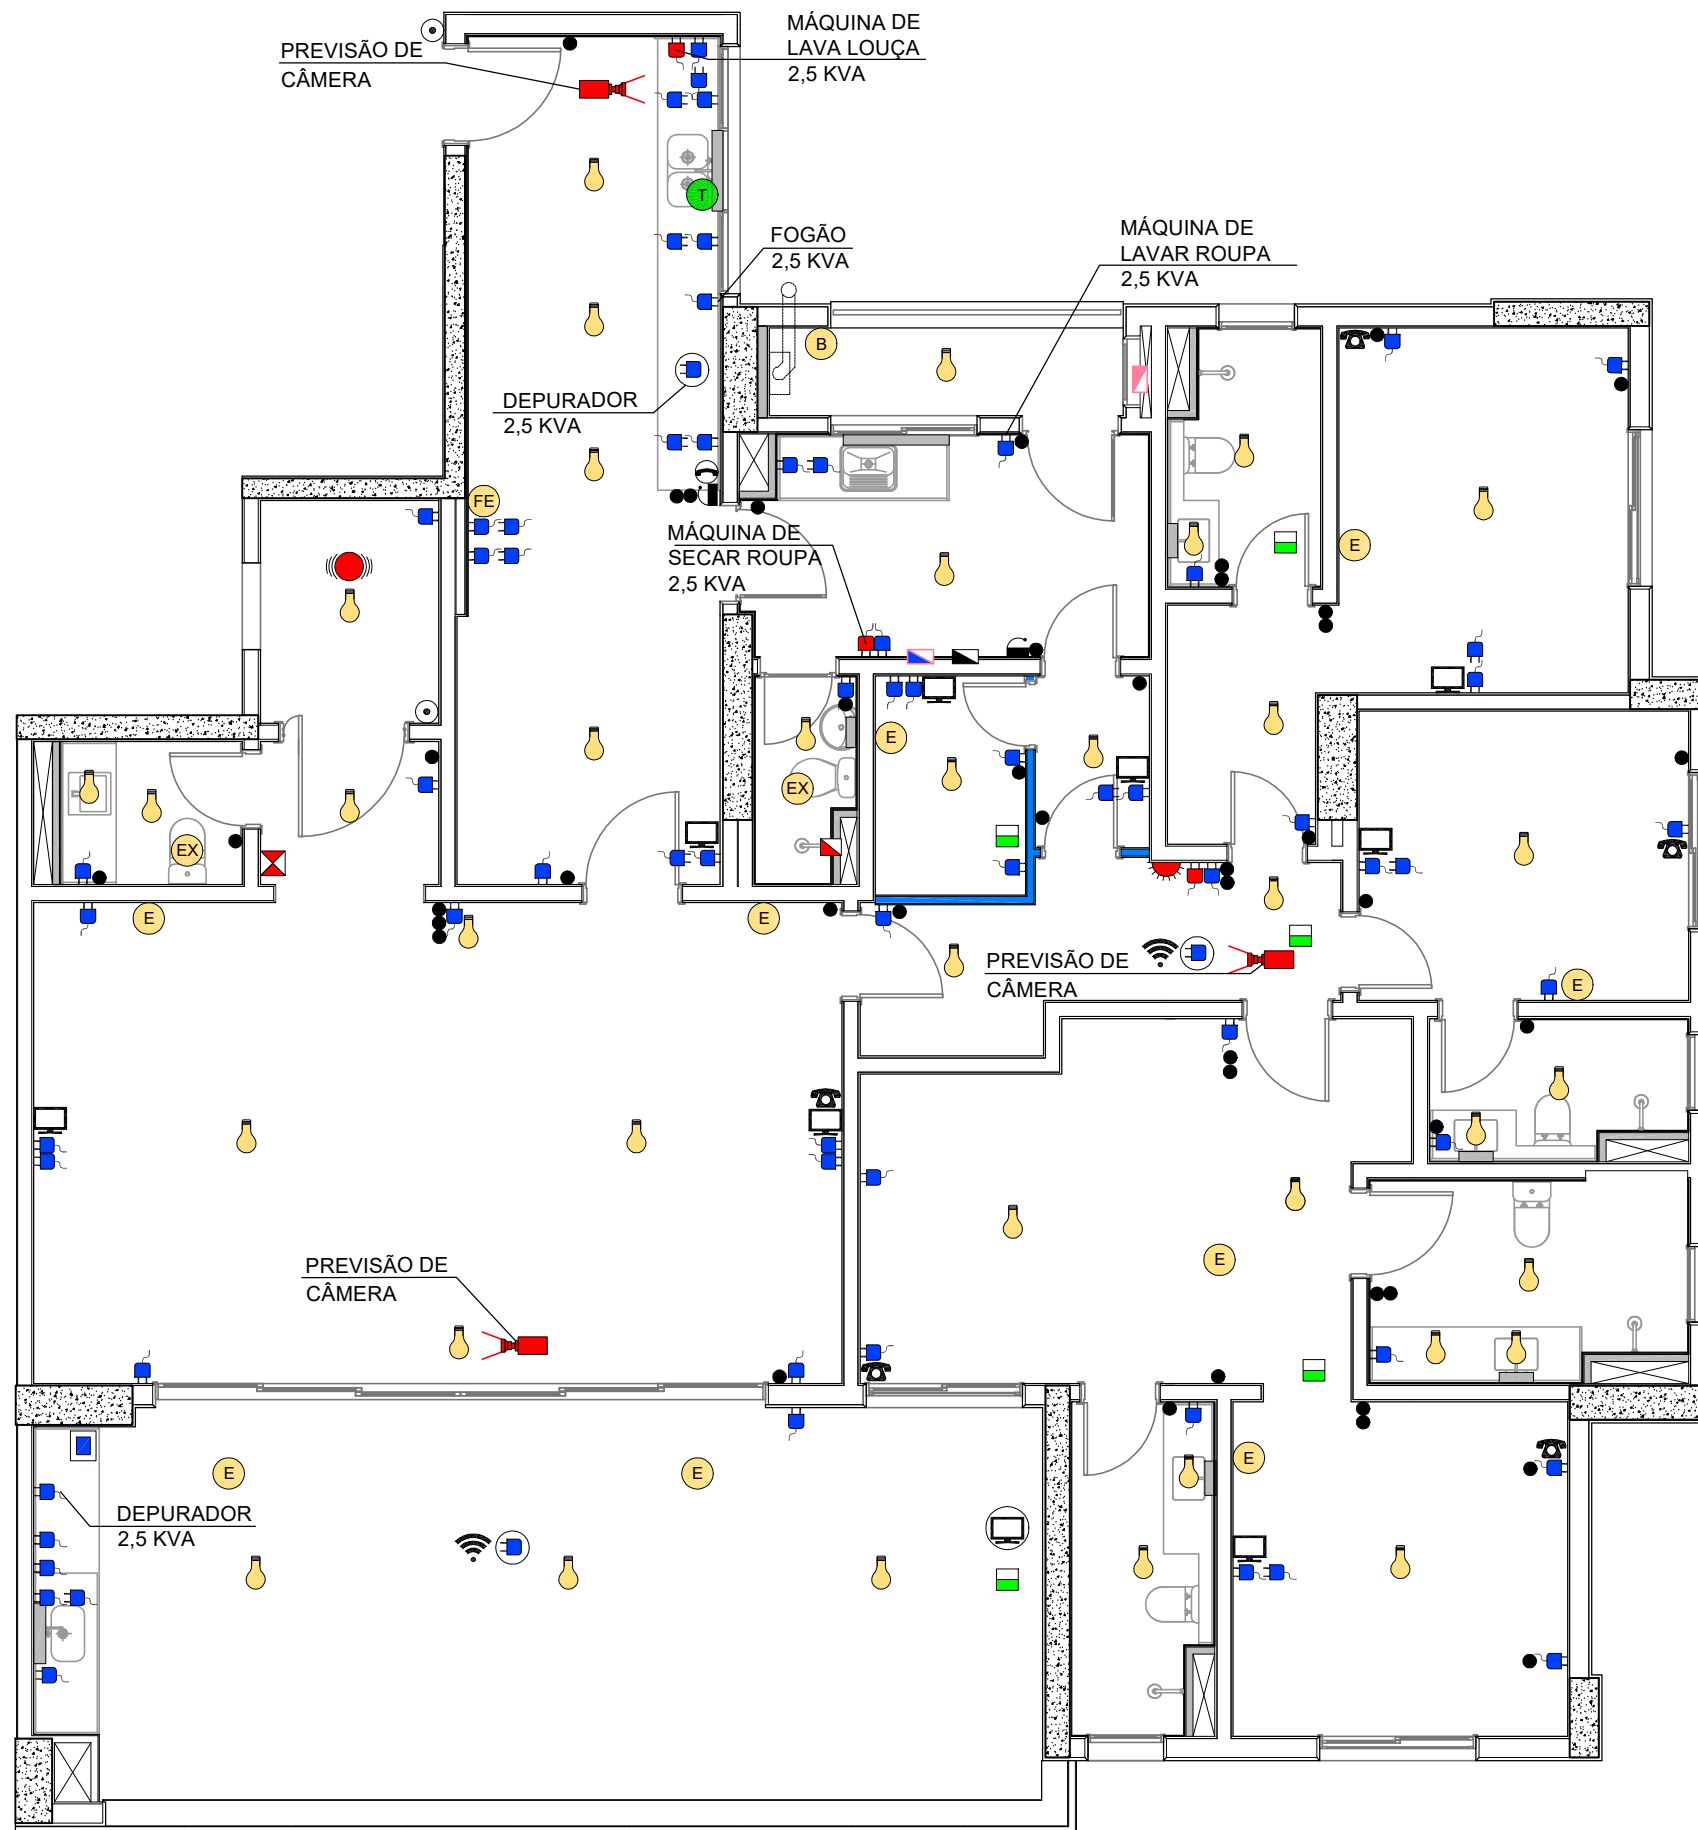 MÁQUINA DE
LAVA LOUÇA
2,5 KVA
PREVISÃO DE
CÂMERA
T
FOGÃO
2,5 KVA
MÁQUINA DE
LAVAR ROUPA
2,5 KVA
B
DEPURADOR
2,5 KVA
FE
MÁQUINA DE
SECAR ROUPA
2,5 KVA
E
E
EX
EX
E
E
PREVISÃO DE
CÂMERA
E
E
PREVISÃO DE
CÂMERA
E
E
E
DEPURADOR
2,5 KVA